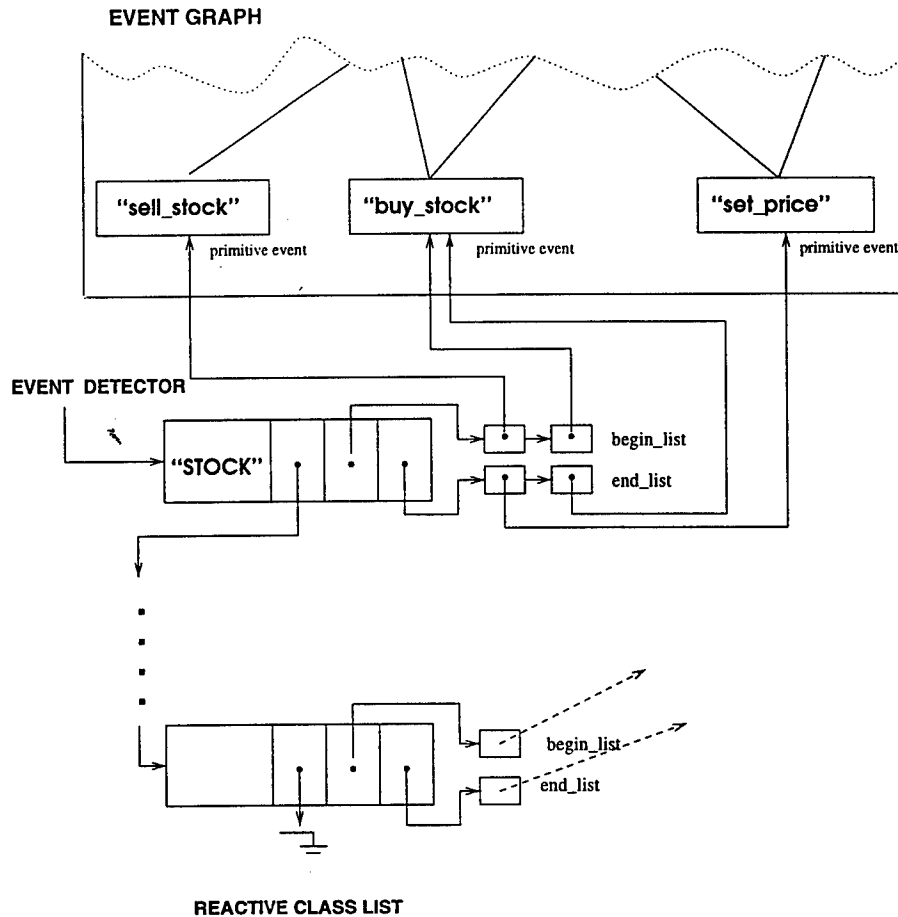 EVENT GRAPH
"sell_stock"
"buy_stock"
"set_price"
primitive event
primitive event
primitive event
EVENT DETECTOR
"STOCK"
begin_list
end_list
begin_list
end_list
REACTIVE CLASS LIST